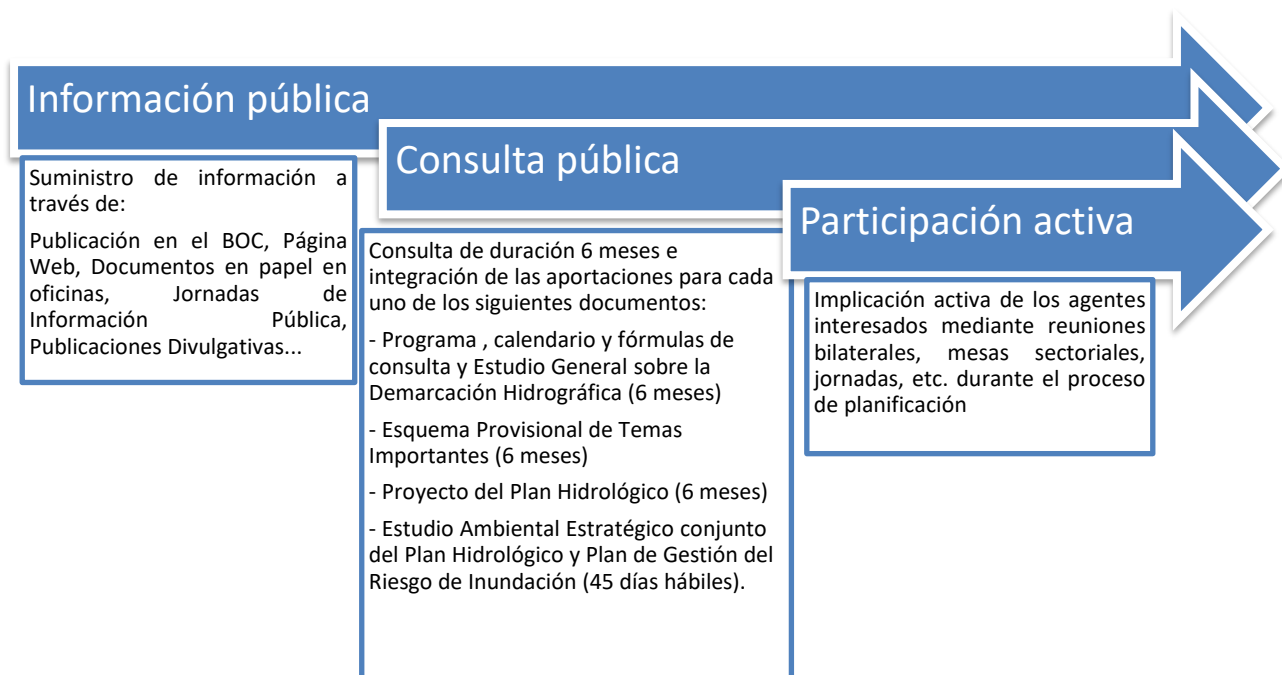 Información pública
Suministro de información a
través de:
Publicación en el BOC, Página
Web, Documentos en papel en
oficinas, Jornadas de
Información Pública,
Publicaciones Divulgativas...
Consulta pública
Consulta de duración 6 meses e
integración de las aportaciones para cada
uno de los siguientes documentos:
- Programa , calendario y fórmulas de
consulta y Estudio General sobre la
Demarcación Hidrográfica (6 meses)
- Esquema Provisional de Temas
Importantes (6 meses)
- Proyecto del Plan Hidrológico (6 meses)
- Estudio Ambiental Estratégico conjunto
del Plan Hidrológico y Plan de Gestión del
Riesgo de Inundación (45 días hábiles).
Participación activa
Implicación activa de los agentes
interesados mediante reuniones
bilaterales, mesas sectoriales,
jornadas, etc. durante el proceso
de planificación